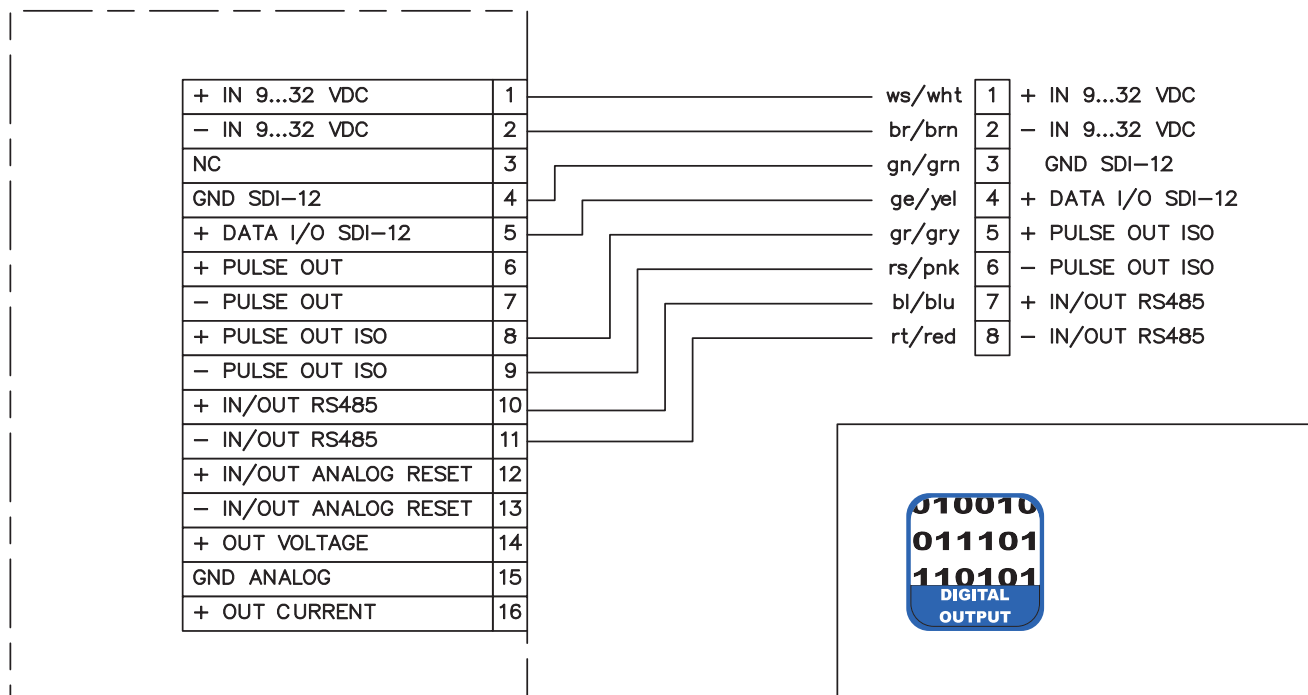 + IN 9...32 VDC 1 ws/wht 1 + IN 9...32 VDC
− IN 9...32 VDC 2 br/brn 2 − IN 9...32 VDC
NC 3 gn/grn 3 GND SDI−12
GND SDI−12 4 ge/yel 4 + DATA I/O SDI−12
+ DATA I/O SDI−12 5 gr/gry 5 + PULSE OUT ISO
+ PULSE OUT 6 rs/pnk 6 − PULSE OUT ISO
− PULSE OUT 7 bl/blu 7 + IN/OUT RS485
+ PULSE OUT ISO 8 rt/red 8 − IN/OUT RS485
− PULSE OUT ISO 9
+ IN/OUT RS485 10
− IN/OUT RS485 11
+ IN/OUT ANALOG RESET 12
− IN/OUT ANALOG RESET 13
+ OUT VOLTAGE 14
GND ANALOG 15
+ OUT CURRENT 16
010010
011101
110101
DIGITAL
OUTPUT